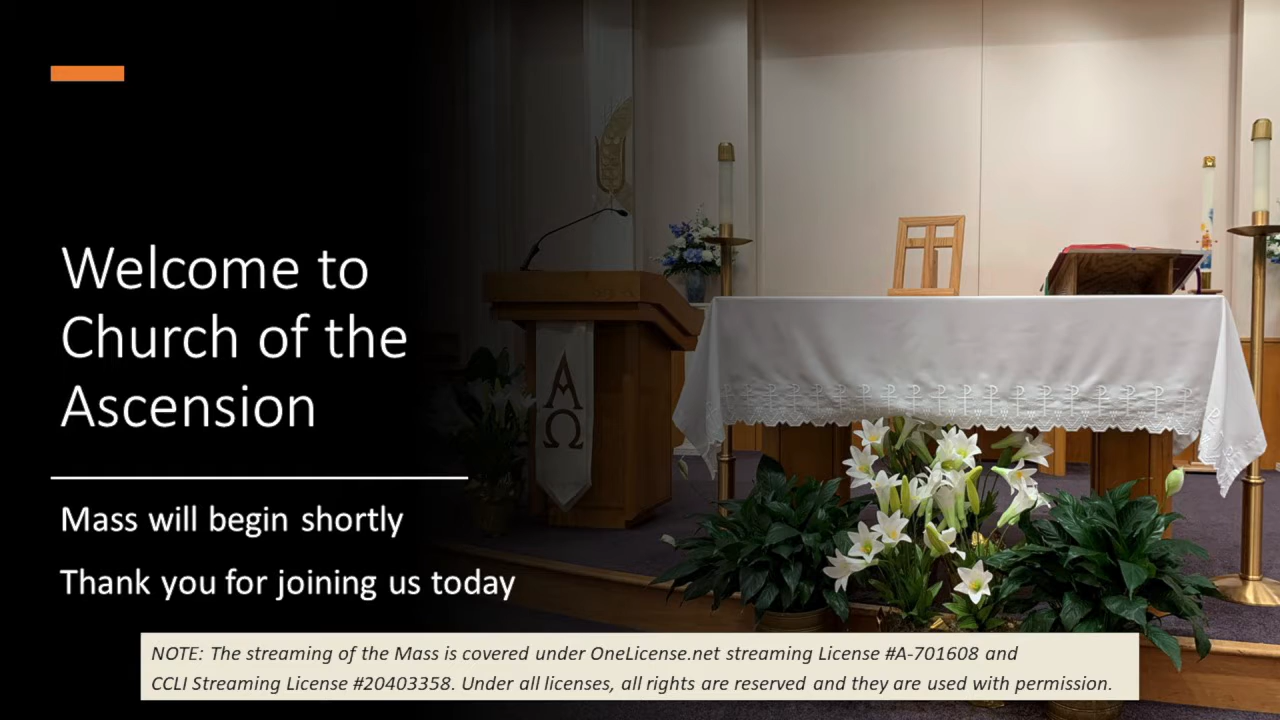 Welcome to
Church of the
Ascension
Mass will begin shortly
Thank you for joining us today
NOTE: The streaming of the Mass is covered under OneLicense.net streaming License #A-701608 and
CCLI Streaming License #20403358. Under all licenses, all rights are reserved and they are used with permission.
Α
Ω